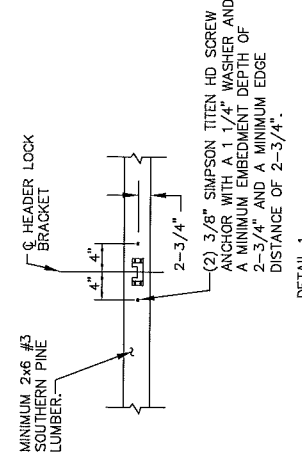 MINIMUM 2x6 #3
SOUTHERN PINE
LUMBER.
℄ HEADER LOCK
BRACKET
4" 4"
2-3/4"
(2) 3/8" SIMPSON TITEN HD SCREW
ANCHOR WITH A 1 1/4" WASHER AND
A MINIMUM EMBEDMENT DEPTH OF
2-3/4" AND A MINIMUM EDGE
DISTANCE OF 2-3/4".
DETAIL 1